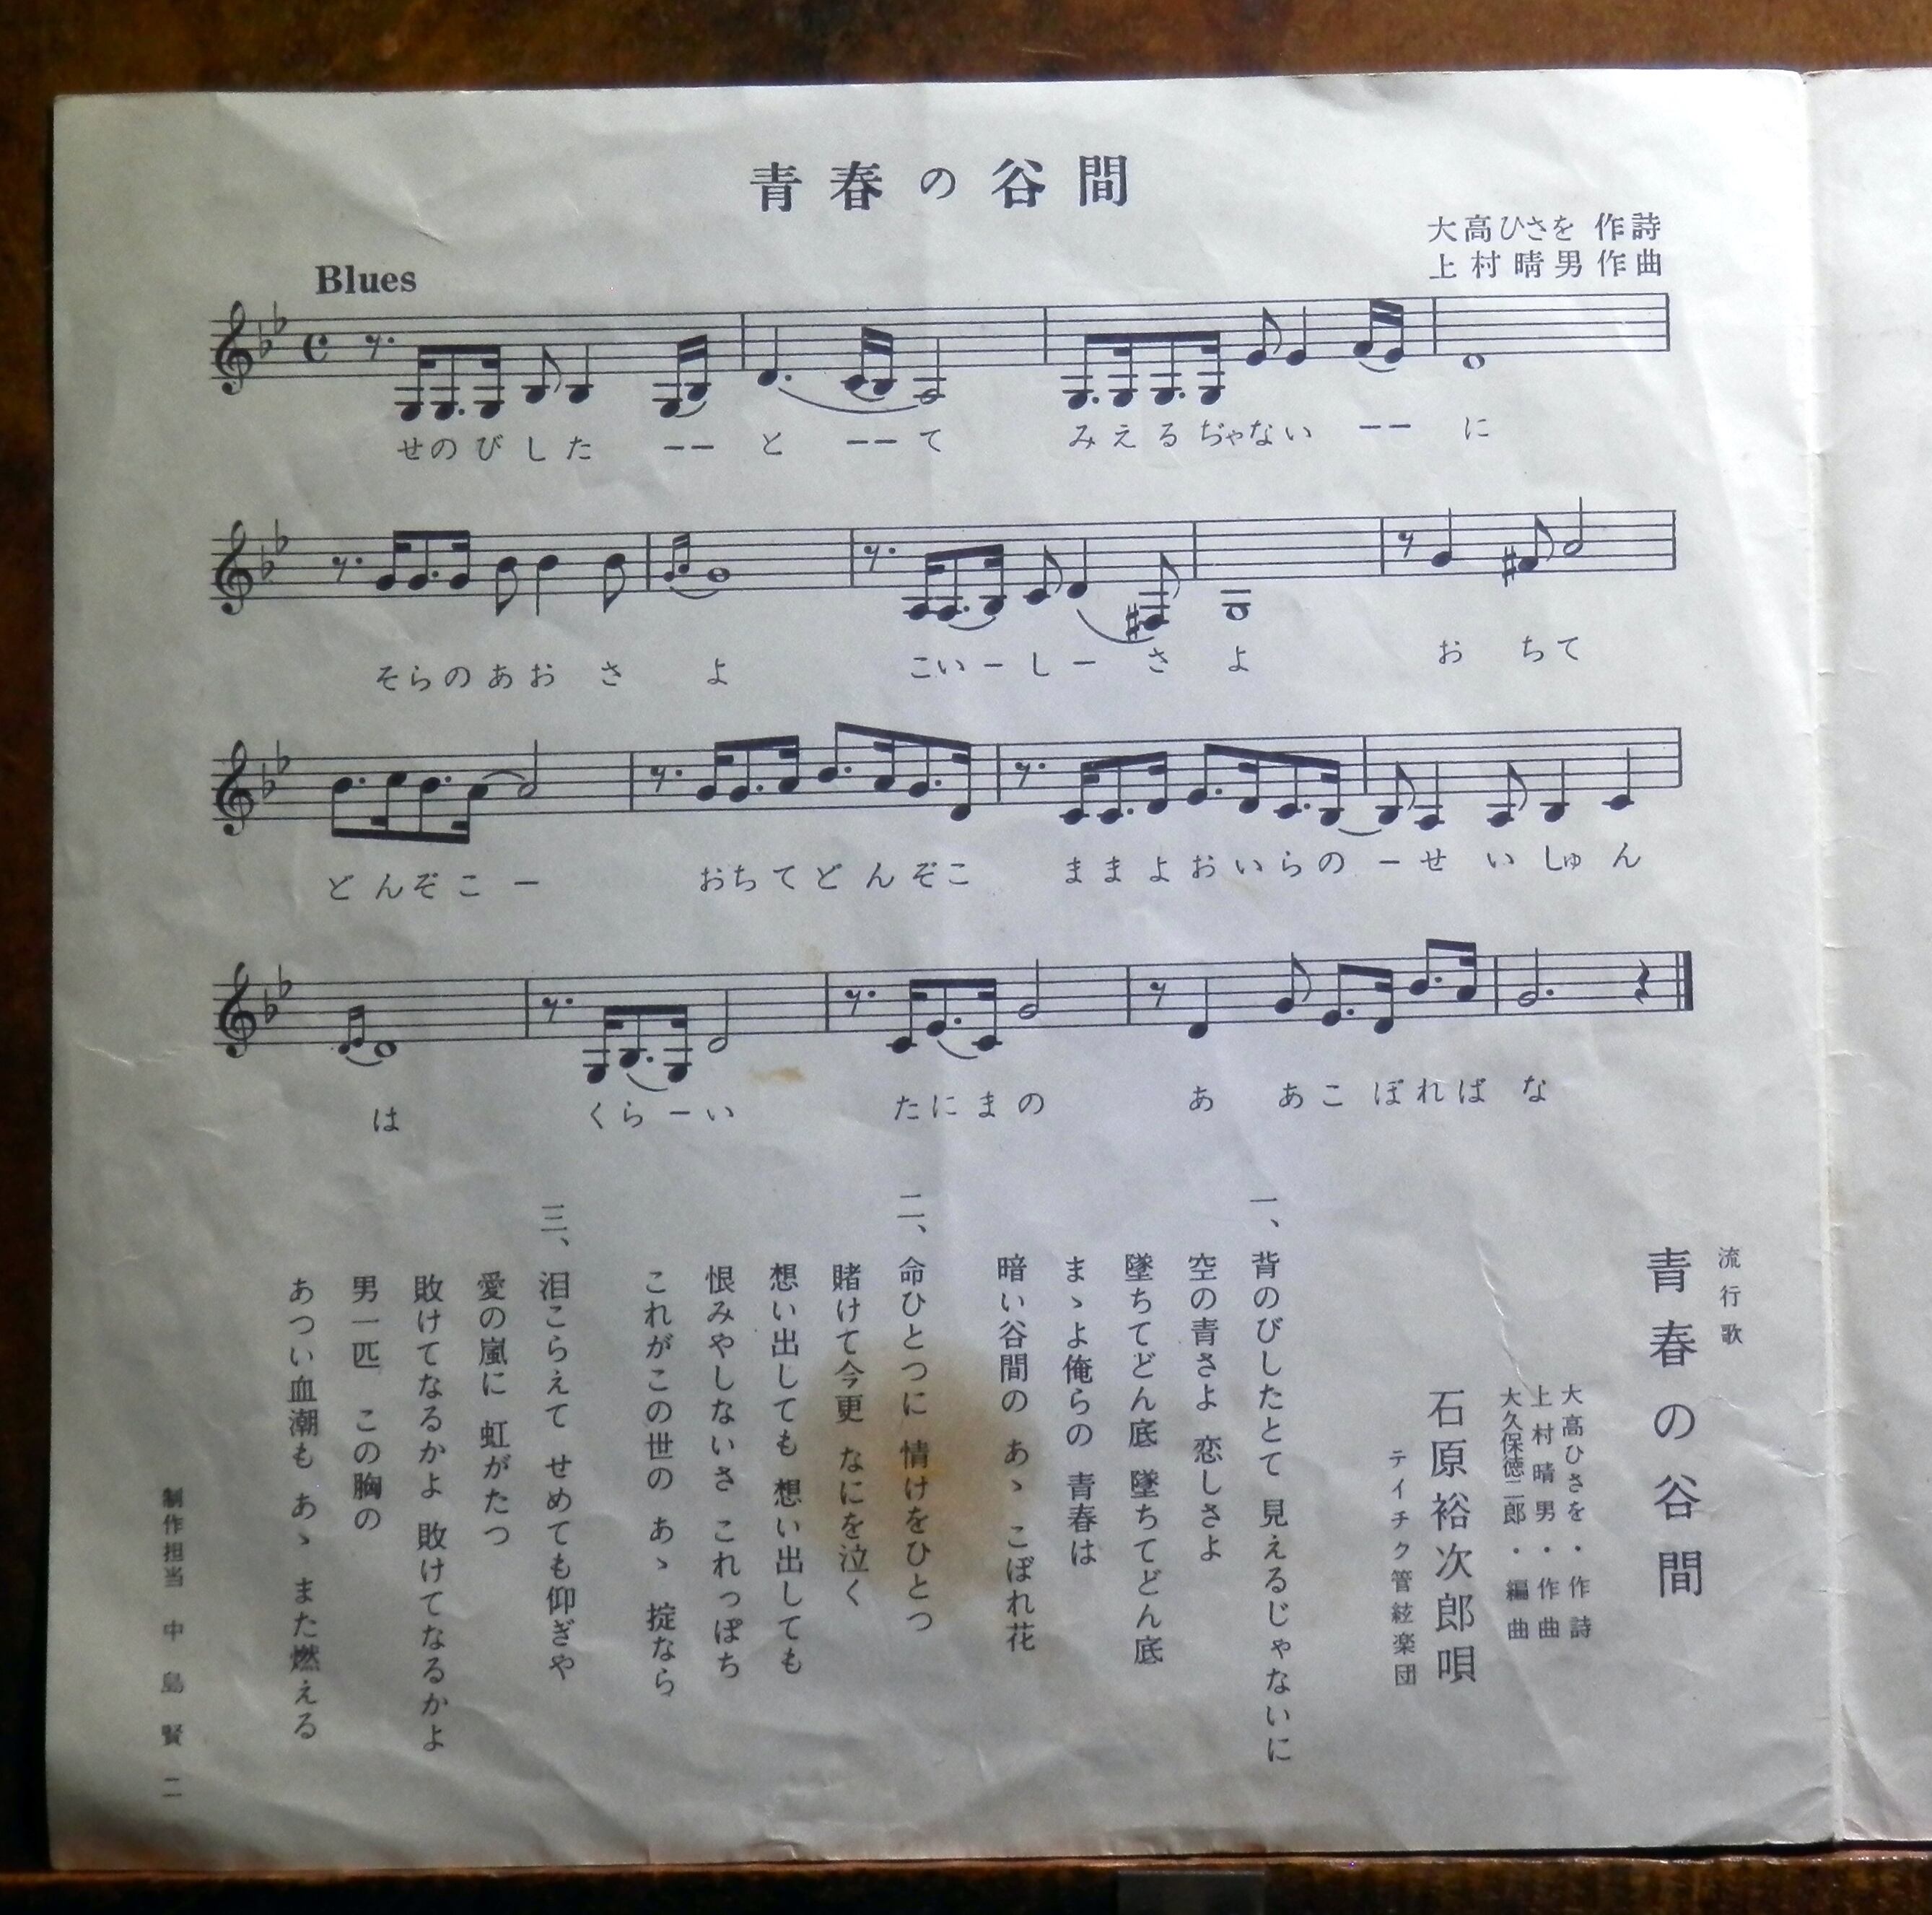 青春の谷間
大高ひさを 作詩
上村晴男 作曲
Blues
せのびした ーー と ーー て みえるぢゃない ーー に
そらのあおさ よ こいーしーさ よ お ちて
どんぞこー おちてどんぞこ ままよおいらの ーせいしゅん
は くらーい たにまの あ あこぼればな
流行歌
青春の谷間
大高ひさを・作詩
上村晴男・作曲
大久保徳二郎・編曲
石原裕次郎唄
テイチク管絃楽団
一、背のびしたとて 見えるじゃないに
空の青さよ 恋しさよ
墜ちてどん底 墜ちてどん底
まゝよ俺らの 青春は
暗い谷間の あゝ こぼれ花
二、命ひとつに 情けをひとつ
賭けて今更 なにを泣く
想い出しても 想い出しても
恨みやしないさ これっぽち
これがこの世の あゝ 掟なら
三、泪こらえて せめても仰ぎや
愛の嵐に 虹がたつ
敗けてなるかよ 敗けてなるかよ
男一匹 この胸の
あつい血潮も あゝ また燃える
制作担当 中島賢二